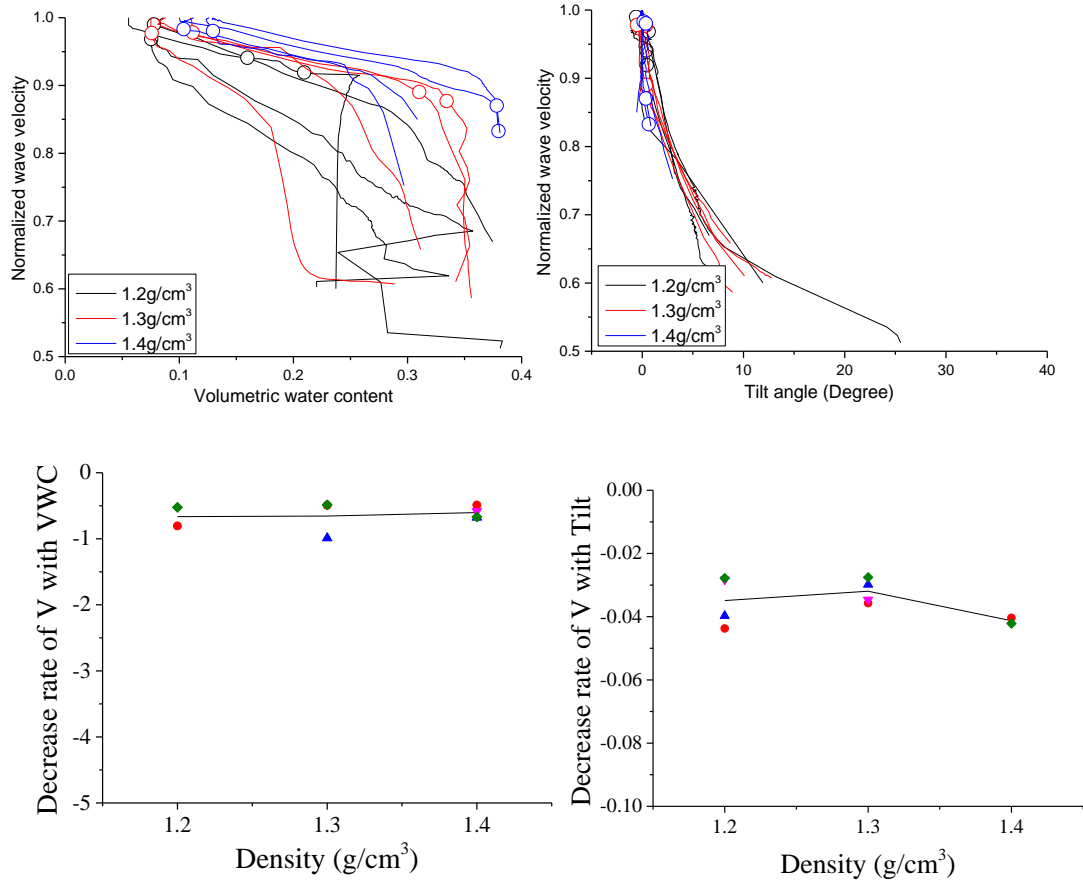 1.0
0.9
0.8
0.7
0.6
0.5
Normalized wave velocity
1.2g/cm³
1.3g/cm³
1.4g/cm³
0.0 0.1 0.2 0.3 0.4
Volumetric water content
1.0
0.9
0.8
0.7
0.6
0.5
Normalized wave velocity
1.2g/cm³
1.3g/cm³
1.4g/cm³
0 10 20 30 40
Tilt angle (Degree)
0
-1
-2
-3
-4
-5
Decrease rate of V with VWC
1.2 1.3 1.4
Density (g/cm³)
0.00
-0.02
-0.04
-0.06
-0.08
-0.10
Decrease rate of V with Tilt
1.2 1.3 1.4
Density (g/cm³)